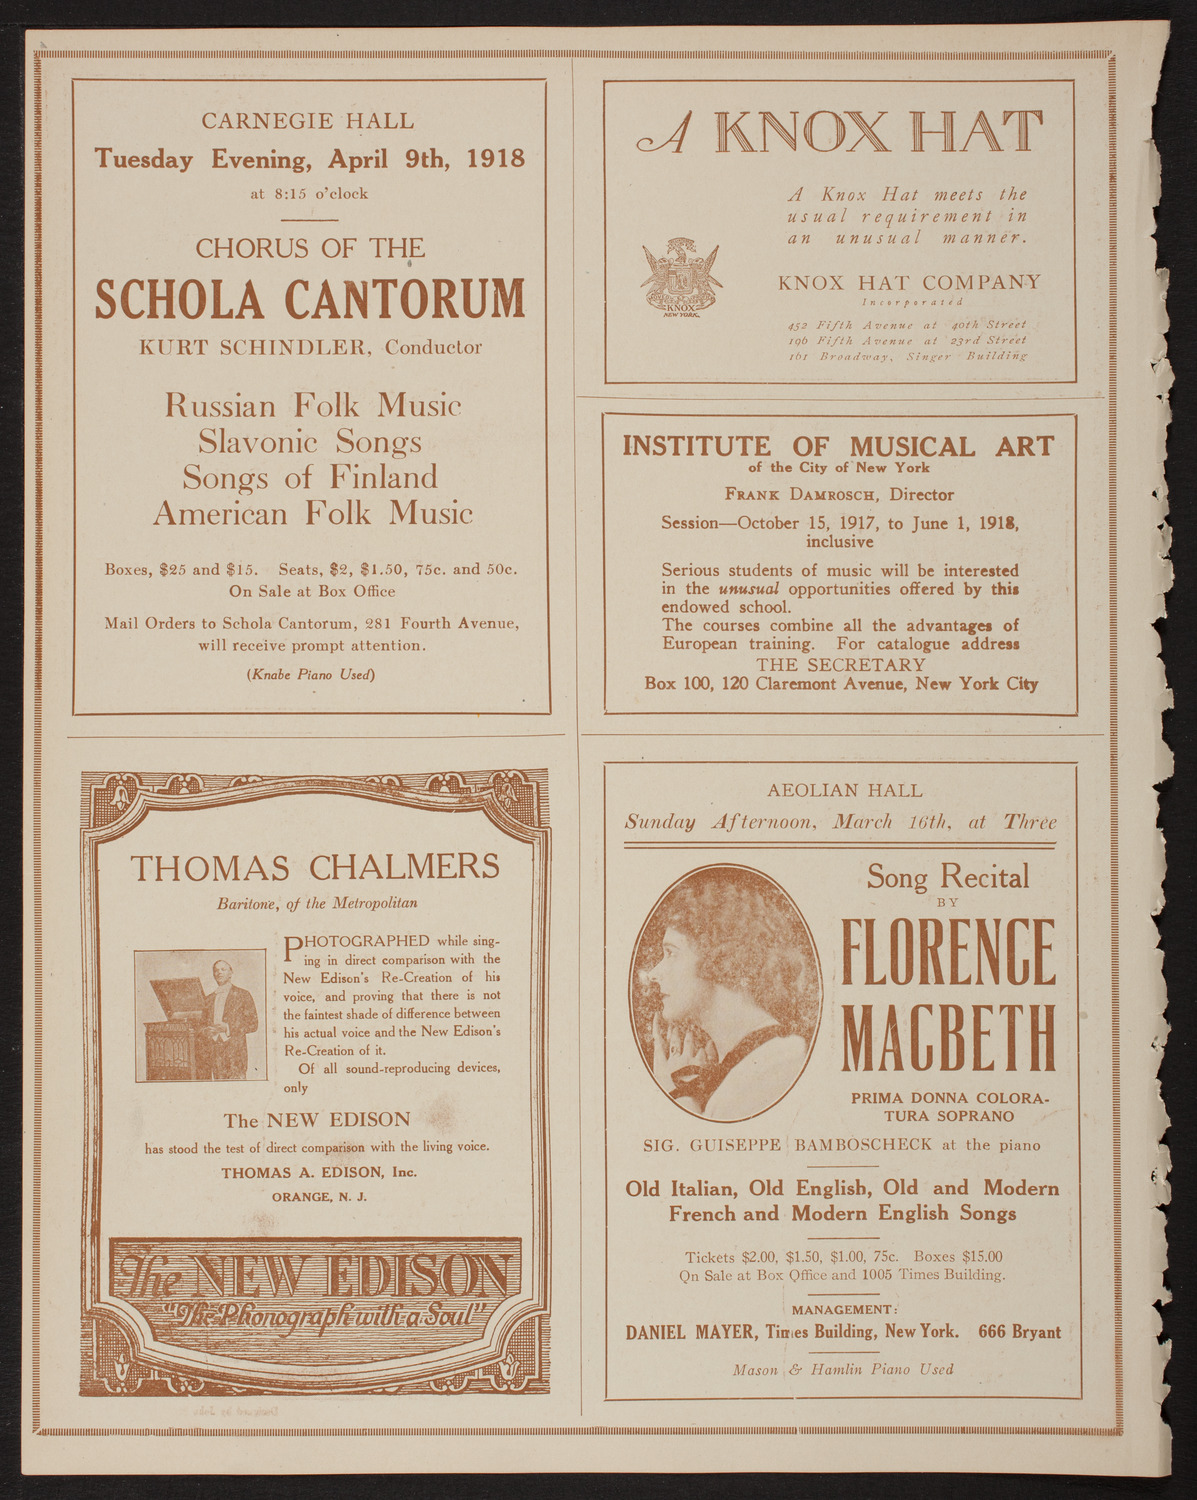 CARNEGIE HALL
Tuesday Evening, April 9th, 1918
at 8:15 o'clock
CHORUS OF THE
SCHOLA CANTORUM
KURT SCHINDLER, Conductor
Russian Folk Music
Slavonic Songs
Songs of Finland
American Folk Music
Boxes, $25 and $15. Seats, $2, $1.50, 75c. and 50c.
On Sale at Box Office
Mail Orders to Schola Cantorum, 281 Fourth Avenue,
will receive prompt attention.
(Knabe Piano Used)
THOMAS CHALMERS
Baritone, of the Metropolitan
PHOTOGRAPHED while sing-
ing in direct comparison with the
New Edison's Re-Creation of his
voice, and proving that there is not
the faintest shade of difference between
his actual voice and the New Edison's
Re-Creation of it.
Of all sound-reproducing devices,
only
The NEW EDISON
has stood the test of direct comparison with the living voice.
THOMAS A. EDISON, Inc.
ORANGE, N. J.
The NEW EDISON
"The Phonograph with a Soul"
A KNOX HAT
A Knox Hat meets the
usual requirement in
an unusual manner.
KNOX
NEW YORK
KNOX HAT COMPANY
Incorporated
452 Fifth Avenue at 40th Street
196 Fifth Avenue at 23rd Street
161 Broadway, Singer Building
INSTITUTE OF MUSICAL ART
of the City of New York
FRANK DAMROSCH, Director
Session—October 15, 1917, to June 1, 1918,
inclusive
Serious students of music will be interested
in the unusual opportunities offered by this
endowed school.
The courses combine all the advantages of
European training. For catalogue address
THE SECRETARY
Box 100, 120 Claremont Avenue, New York City
AEOLIAN HALL
Sunday Afternoon, March 16th, at Three
Song Recital
BY
FLORENCE
MACBETH
PRIMA DONNA COLORA-
TURA SOPRANO
SIG. GUISEPPE BAMBOSCHECK at the piano
Old Italian, Old English, Old and Modern
French and Modern English Songs
Tickets $2.00, $1.50, $1.00, 75c. Boxes $15.00
On Sale at Box Office and 1005 Times Building.
MANAGEMENT:
DANIEL MAYER, Times Building, New York. 666 Bryant
Mason & Hamlin Piano Used